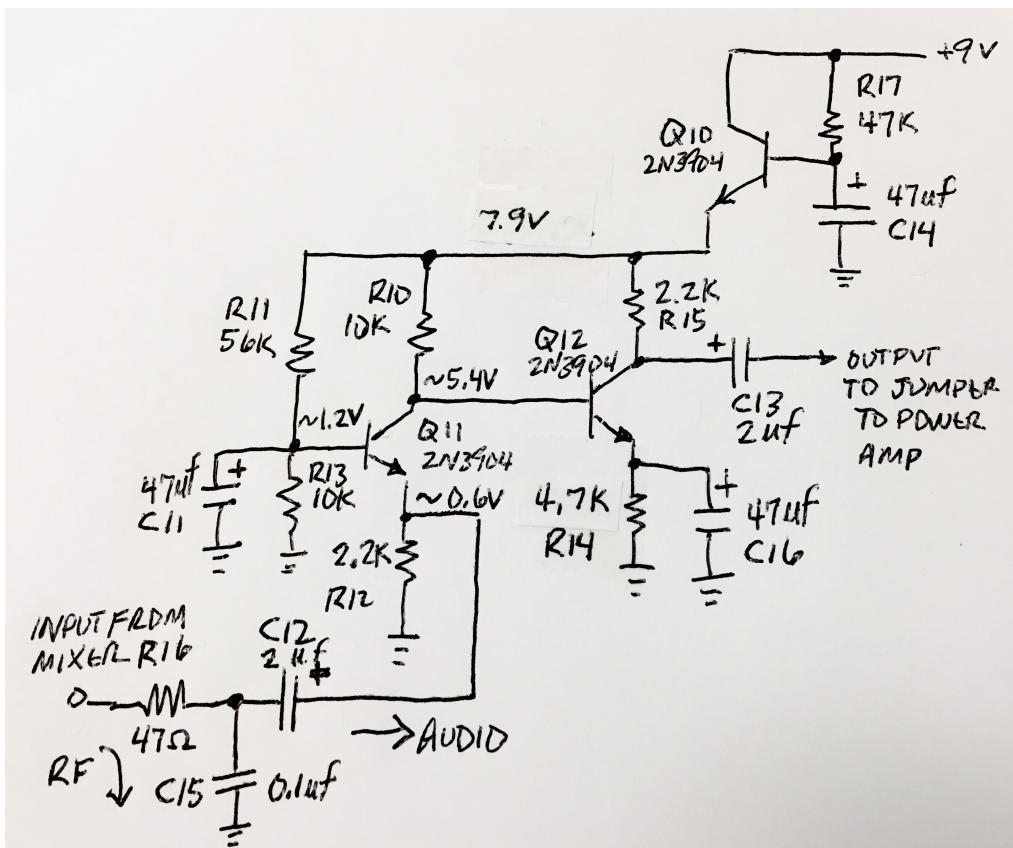 +9V
R17
47K
Q10
2N3904
+
47uf
C14
7.9V
R11
56K
R10
10K
2.2K
R15
Q12
2N3904
+
OUTPUT
TO JUMPER
TO POWER
AMP
C13
2uf
~5.4V
~1.2V
Q11
2N3904
47uf
+
C11
R13
10K
~0.6V
4.7K
R14
+
47uf
C16
2.2K
R12
INPUT FROM
MIXER R16
C12
2uf
+
47Ω
→AUDIO
RF
C15
0.1uf